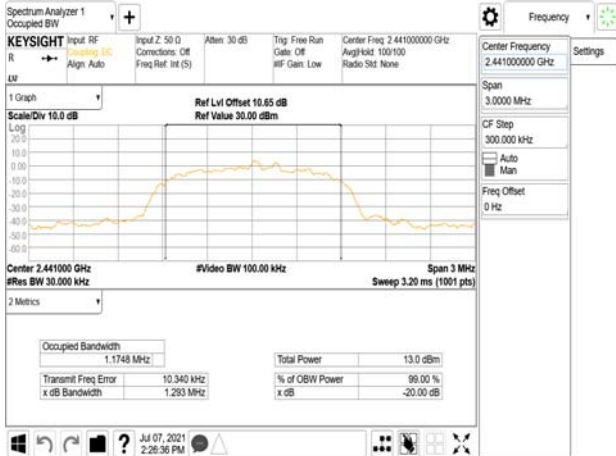 Spectrum Analyzer 1
Occupied BW
KEYSIGHT
R
Input: RF
Coupling: DC
Align: Auto
Input Z: 50 Ω
Corrections: Off
Freq Ref: Int (S)
Atten: 30 dB
Trig: Free Run
Gate: Off
#IF Gain: Low
Center Freq: 2.441000000 GHz
Avg|Hold: 100/100
Radio Std: None
1 Graph
Scale/Div 10.0 dB
Ref Lvl Offset 10.65 dB
Ref Value 30.00 dBm
Log
20.0
10.0
0.00
-10.0
-20.0
-30.0
-40.0
-50.0
-60.0
Center 2.441000 GHz
#Res BW 30.000 kHz
#Video BW 100.00 kHz
Span 3 MHz
Sweep 3.20 ms (1001 pts)
2 Metrics
Occupied Bandwidth
1.1748 MHz
Transmit Freq Error 10.340 kHz
x dB Bandwidth 1.293 MHz
Total Power 13.0 dBm
% of OBW Power 99.00 %
x dB -20.00 dB
Jul 07, 2021
2:26:36 PM
Frequency
Settings
Center Frequency
2.441000000 GHz
Span
3.0000 MHz
CF Step
300.000 kHz
Auto
Man
Freq Offset
0 Hz